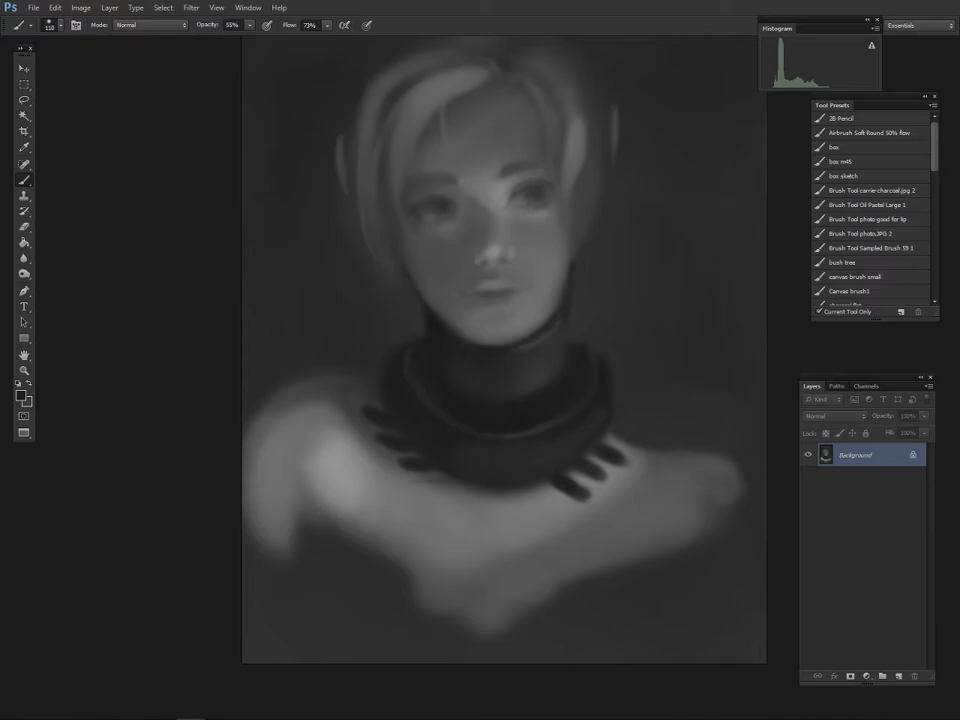 Ps File Edit Image Layer Type Select Filter View Window Help
110 Mode: Normal Opacity: 55% Flow: 73%
Essentials
Histogram
Tool Presets
2B Pencil
Airbrush Soft Round 50% flow
box
box m45
box sketch
Brush Tool carrie-charcoal.jpg 2
Brush Tool Oil Pastel Large 1
Brush Tool photo good for lip
Brush Tool photo.JPG 2
Brush Tool Sampled Brush 59 1
bush tree
canvas brush small
Canvas brush1
Current Tool Only
Layers Paths Channels
Kind
Normal Opacity: 100%
Lock: Fill: 100%
Background